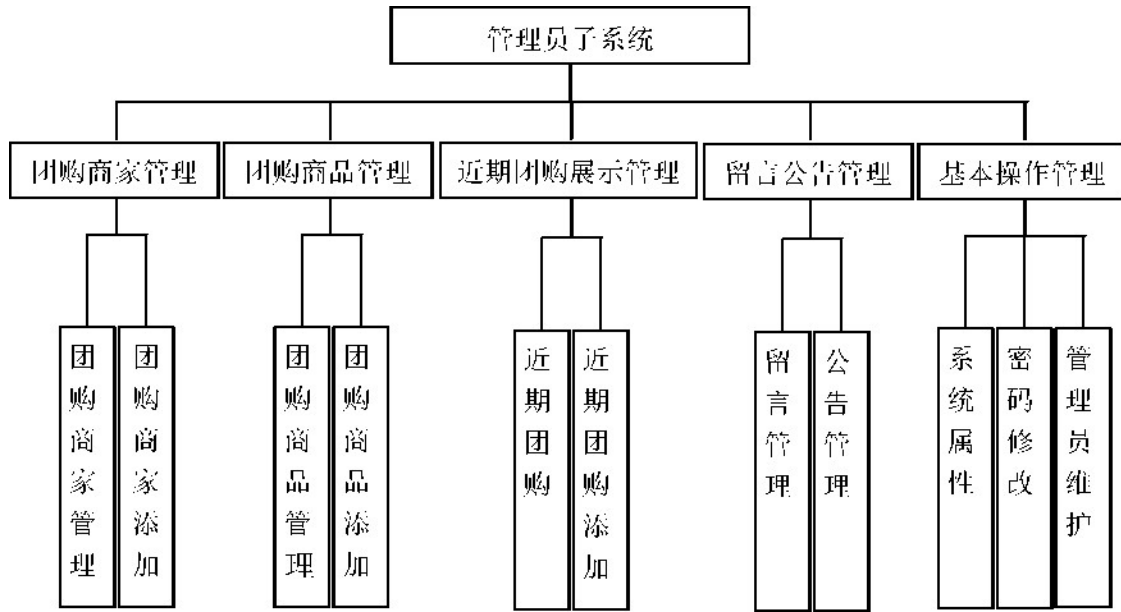 管理员子系统
团购商家管理
团购商品管理
近期团购展示管理
留言公告管理
基本操作管理
团购商家管理
团购商家添加
团购商品管理
团购商品添加
近期团购
近期团购添加
留言管理
公告管理
系统属性
密码修改
管理员维护